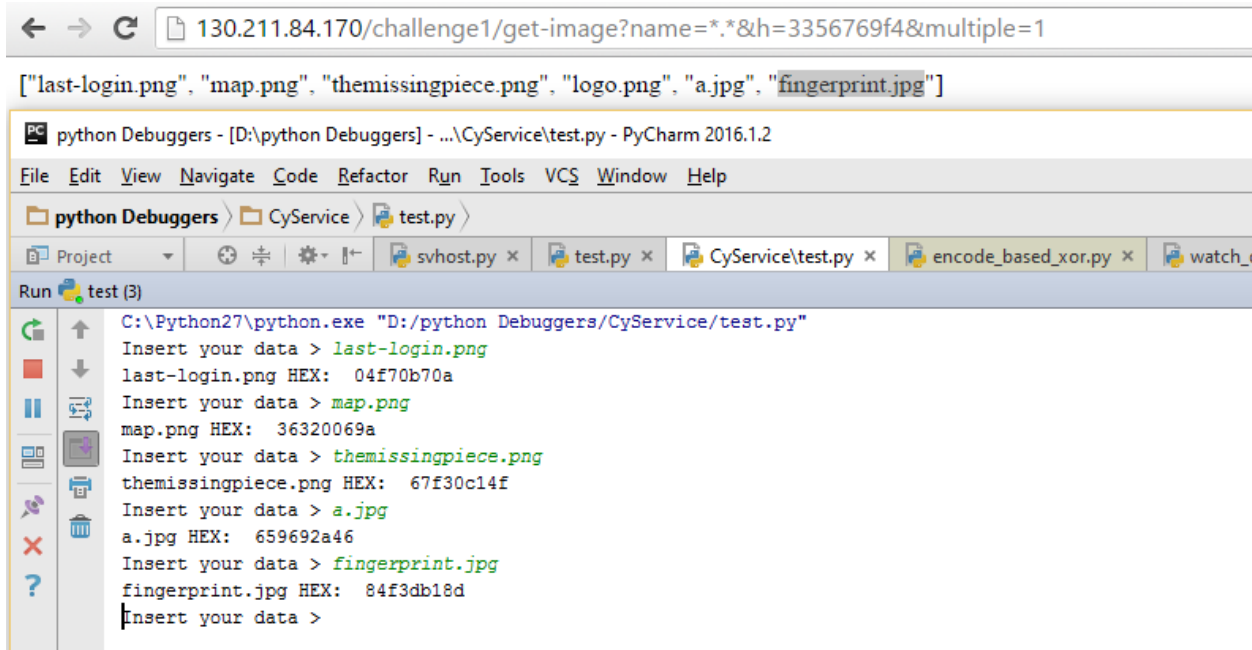 130.211.84.170/challenge1/get-image?name=*.*&h=3356769f4&multiple=1
["last-login.png", "map.png", "themissingpiece.png", "logo.png", "a.jpg", "fingerprint.jpg"]
PC python Debuggers - [D:\python Debuggers] - ...\CyService\test.py - PyCharm 2016.1.2
File Edit View Navigate Code Refactor Run Tools VCS Window Help
python Debuggers CyService test.py
Project svhost.py × test.py × CyService\test.py × encode_based_xor.py × watch_
Run test (3)
C:\Python27\python.exe "D:/python Debuggers/CyService/test.py"
Insert your data > last-login.png
last-login.png HEX: 04f70b70a
Insert your data > map.png
map.png HEX: 36320069a
Insert your data > themissingpiece.png
themissingpiece.png HEX: 67f30c14f
Insert your data > a.jpg
a.jpg HEX: 659692a46
Insert your data > fingerprint.jpg
fingerprint.jpg HEX: 84f3db18d
Insert your data >